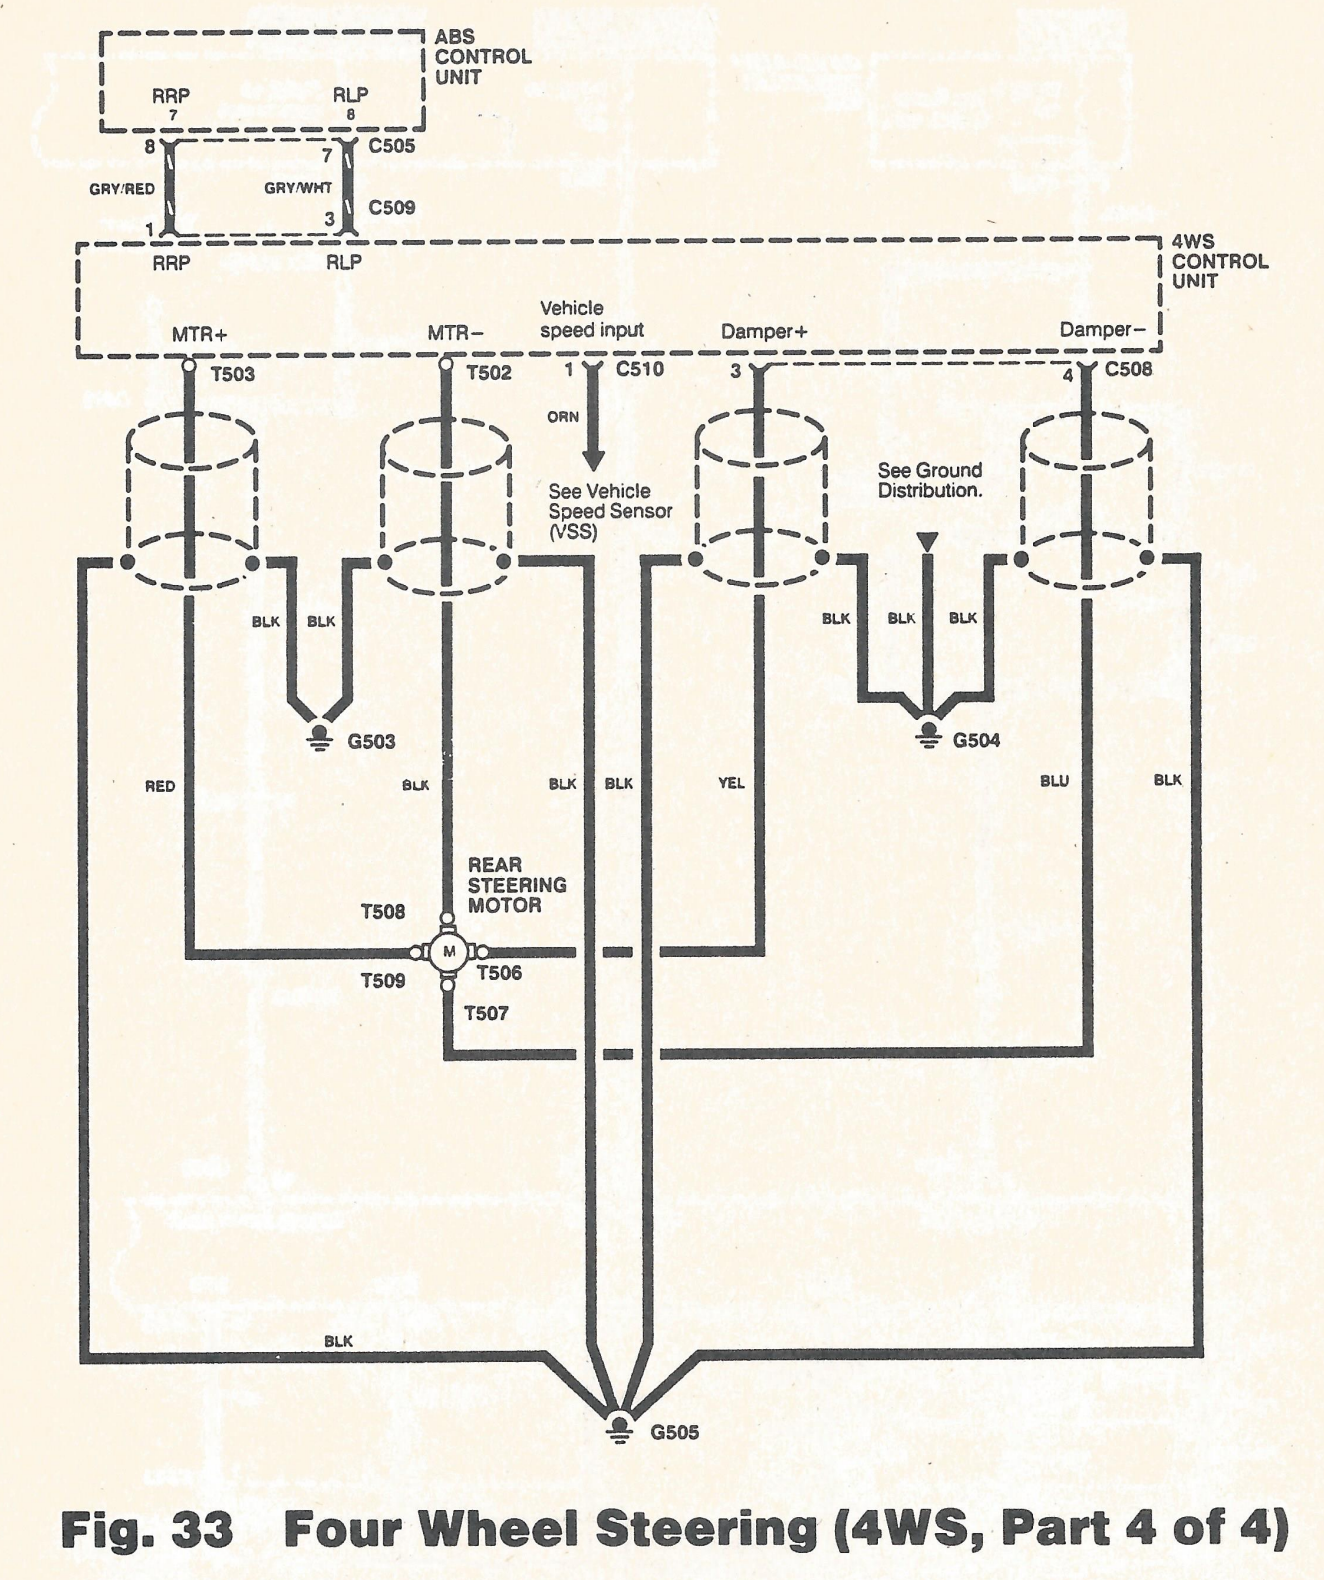 ABS
CONTROL
UNIT
RRP
7
RLP
8
8
7
C505
GRY/RED
GRY/WHT
C509
1
3
4WS
CONTROL
UNIT
RRP
RLP
MTR+
MTR-
Vehicle
speed input
Damper+
Damper-
T503
T502
1
C510
3
4
C508
ORN
See Vehicle
Speed Sensor
(VSS)
See Ground
Distribution.
BLK
BLK
BLK
BLK
BLK
G503
G504
RED
BLK
BLK
BLK
YEL
BLU
BLK
REAR
STEERING
MOTOR
T508
M
T509
T506
T507
BLK
G505
Fig. 33 Four Wheel Steering (4WS, Part 4 of 4)